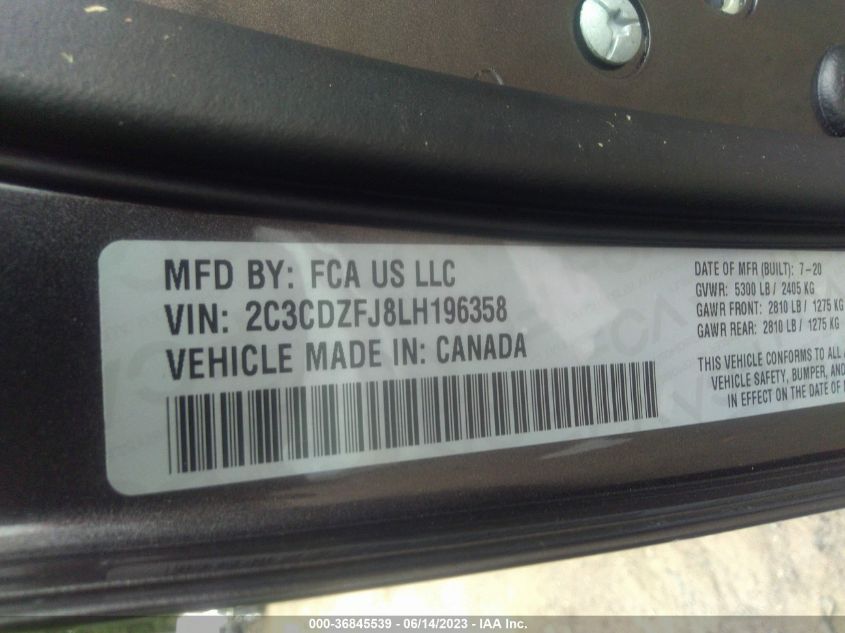 MFD BY: FCA US LLC
VIN: 2C3CDZFJ8LH196358
VEHICLE MADE IN: CANADA
DATE OF MFR (BUILT): 7-20
GVWR: 5300 LB / 2405 KG
GAWR FRONT: 2810 LB / 1275 KG
GAWR REAR: 2810 LB / 1275 KG
THIS VEHICLE CONFORMS TO ALL
VEHICLE SAFETY, BUMPER, AND
IN EFFECT ON THE DATE OF
000-36845539 - 06/14/2023 - IAA Inc.